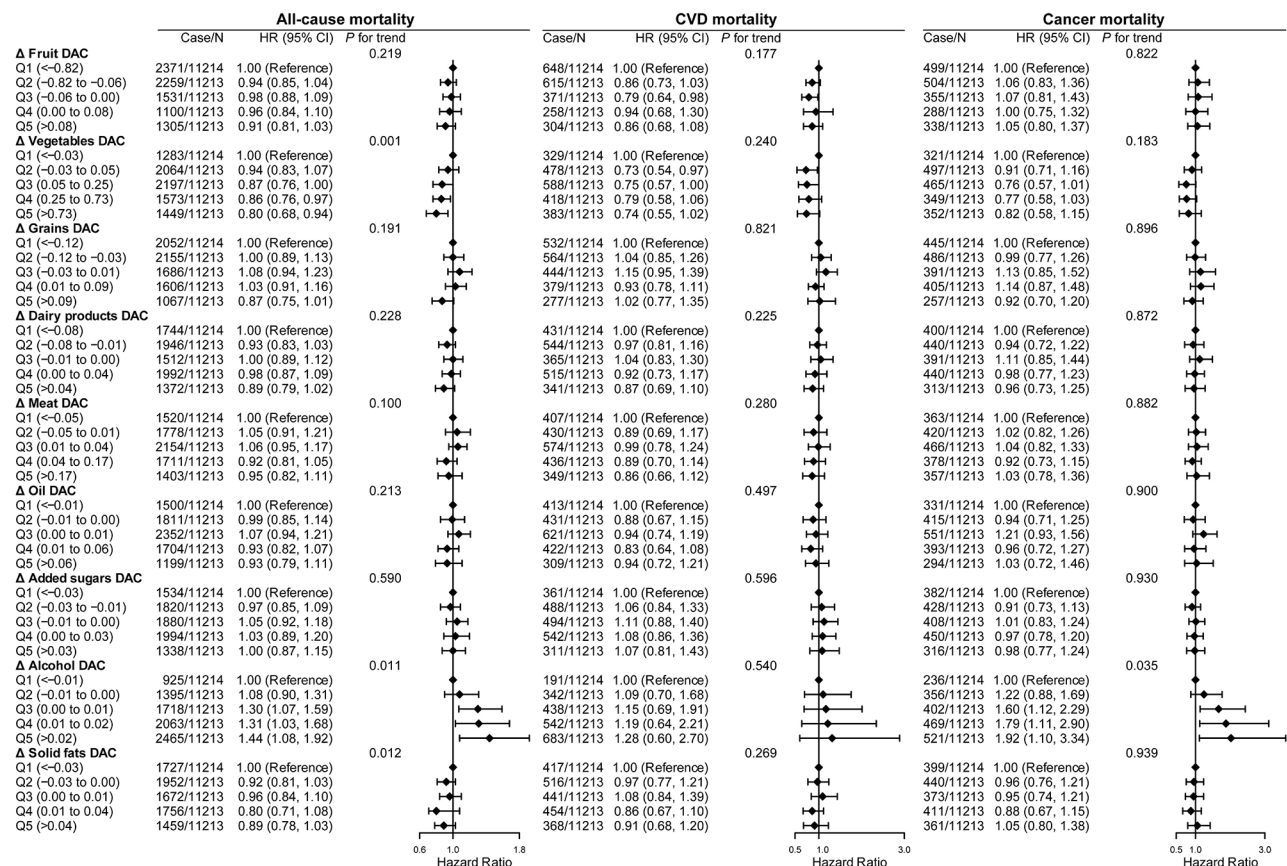 All-cause mortality CVD mortality Cancer mortality
Case/N HR (95% CI) P for trend Case/N HR (95% CI) P for trend Case/N HR (95% CI) P for trend
Δ Fruit DAC 0.219 0.177 0.822
Q1 (<−0.82) 2371/11214 1.00 (Reference) 648/11214 1.00 (Reference) 499/11214 1.00 (Reference)
Q2 (−0.82 to −0.06) 2259/11213 0.94 (0.85, 1.04) 615/11213 0.86 (0.73, 1.03) 504/11213 1.06 (0.83, 1.36)
Q3 (−0.06 to 0.00) 1531/11213 0.98 (0.88, 1.09) 371/11213 0.79 (0.64, 0.98) 355/11213 1.07 (0.81, 1.43)
Q4 (0.00 to 0.08) 1100/11213 0.96 (0.84, 1.10) 258/11213 0.94 (0.68, 1.30) 288/11213 1.00 (0.75, 1.32)
Q5 (>0.08) 1305/11213 0.91 (0.81, 1.03) 304/11213 0.86 (0.68, 1.08) 338/11213 1.05 (0.80, 1.37)
Δ Vegetables DAC 0.001 0.240 0.183
Q1 (<−0.03) 1283/11214 1.00 (Reference) 329/11214 1.00 (Reference) 321/11214 1.00 (Reference)
Q2 (−0.03 to 0.05) 2064/11213 0.94 (0.83, 1.07) 478/11213 0.73 (0.54, 0.97) 497/11213 0.91 (0.71, 1.16)
Q3 (0.05 to 0.25) 2197/11213 0.87 (0.76, 1.00) 588/11213 0.75 (0.57, 1.00) 465/11213 0.76 (0.57, 1.01)
Q4 (0.25 to 0.73) 1573/11213 0.86 (0.76, 0.97) 418/11213 0.79 (0.58, 1.06) 349/11213 0.77 (0.58, 1.03)
Q5 (>0.73) 1449/11213 0.80 (0.68, 0.94) 383/11213 0.74 (0.55, 1.02) 352/11213 0.82 (0.58, 1.15)
Δ Grains DAC 0.191 0.821 0.896
Q1 (<−0.12) 2052/11214 1.00 (Reference) 532/11214 1.00 (Reference) 445/11214 1.00 (Reference)
Q2 (−0.12 to −0.03) 2155/11213 1.00 (0.89, 1.13) 564/11213 1.04 (0.85, 1.26) 486/11213 0.99 (0.77, 1.26)
Q3 (−0.03 to 0.01) 1686/11213 1.08 (0.94, 1.23) 444/11213 1.15 (0.95, 1.39) 391/11213 1.13 (0.85, 1.52)
Q4 (0.01 to 0.09) 1606/11213 1.03 (0.91, 1.16) 379/11213 0.93 (0.78, 1.11) 405/11213 1.14 (0.87, 1.48)
Q5 (>0.09) 1067/11213 0.87 (0.75, 1.01) 277/11213 1.02 (0.77, 1.35) 257/11213 0.92 (0.70, 1.20)
Δ Dairy products DAC 0.228 0.225 0.872
Q1 (<−0.08) 1744/11214 1.00 (Reference) 431/11214 1.00 (Reference) 400/11214 1.00 (Reference)
Q2 (−0.08 to −0.01) 1946/11213 0.93 (0.83, 1.03) 544/11213 0.97 (0.81, 1.16) 440/11213 0.94 (0.72, 1.22)
Q3 (−0.01 to 0.00) 1512/11213 1.00 (0.89, 1.12) 365/11213 1.04 (0.83, 1.30) 391/11213 1.11 (0.85, 1.44)
Q4 (0.00 to 0.04) 1992/11213 0.98 (0.87, 1.09) 515/11213 0.92 (0.73, 1.17) 440/11213 0.98 (0.77, 1.23)
Q5 (>0.04) 1372/11213 0.89 (0.79, 1.02) 341/11213 0.87 (0.69, 1.10) 313/11213 0.96 (0.73, 1.25)
Δ Meat DAC 0.100 0.280 0.882
Q1 (<−0.05) 1520/11214 1.00 (Reference) 407/11214 1.00 (Reference) 363/11214 1.00 (Reference)
Q2 (−0.05 to 0.01) 1778/11213 1.05 (0.91, 1.21) 430/11213 0.89 (0.69, 1.17) 420/11213 1.02 (0.82, 1.26)
Q3 (0.01 to 0.04) 2154/11213 1.06 (0.95, 1.17) 574/11213 0.99 (0.78, 1.24) 466/11213 1.04 (0.82, 1.33)
Q4 (0.04 to 0.17) 1711/11213 0.92 (0.81, 1.05) 436/11213 0.89 (0.70, 1.14) 378/11213 0.92 (0.73, 1.15)
Q5 (>0.17) 1403/11213 0.95 (0.82, 1.11) 349/11213 0.86 (0.66, 1.12) 357/11213 1.03 (0.78, 1.36)
Δ Oil DAC 0.213 0.497 0.900
Q1 (<−0.01) 1500/11214 1.00 (Reference) 413/11214 1.00 (Reference) 331/11214 1.00 (Reference)
Q2 (−0.01 to 0.00) 1811/11213 0.99 (0.85, 1.14) 431/11213 0.88 (0.67, 1.15) 415/11213 0.94 (0.71, 1.25)
Q3 (0.00 to 0.01) 2352/11213 1.07 (0.94, 1.21) 621/11213 0.94 (0.74, 1.19) 551/11213 1.21 (0.93, 1.56)
Q4 (0.01 to 0.06) 1704/11213 0.93 (0.82, 1.07) 422/11213 0.83 (0.64, 1.08) 393/11213 0.96 (0.72, 1.27)
Q5 (>0.06) 1199/11213 0.93 (0.79, 1.11) 309/11213 0.94 (0.72, 1.21) 294/11213 1.03 (0.72, 1.46)
Δ Added sugars DAC 0.590 0.596 0.930
Q1 (<−0.03) 1534/11214 1.00 (Reference) 361/11214 1.00 (Reference) 382/11214 1.00 (Reference)
Q2 (−0.03 to −0.01) 1820/11213 0.97 (0.85, 1.09) 488/11213 1.06 (0.84, 1.33) 428/11213 0.91 (0.73, 1.13)
Q3 (−0.01 to 0.00) 1880/11213 1.05 (0.92, 1.18) 494/11213 1.11 (0.88, 1.40) 408/11213 1.01 (0.83, 1.24)
Q4 (0.00 to 0.03) 1994/11213 1.03 (0.89, 1.20) 542/11213 1.08 (0.86, 1.36) 450/11213 0.97 (0.78, 1.20)
Q5 (>0.03) 1338/11213 1.00 (0.87, 1.15) 311/11213 1.07 (0.81, 1.43) 316/11213 0.98 (0.77, 1.24)
Δ Alcohol DAC 0.011 0.540 0.035
Q1 (<−0.01) 925/11214 1.00 (Reference) 191/11214 1.00 (Reference) 236/11214 1.00 (Reference)
Q2 (−0.01 to 0.00) 1395/11213 1.08 (0.90, 1.31) 342/11213 1.09 (0.70, 1.68) 356/11213 1.22 (0.88, 1.69)
Q3 (0.00 to 0.01) 1718/11213 1.30 (1.07, 1.59) 438/11213 1.15 (0.69, 1.91) 402/11213 1.60 (1.12, 2.29)
Q4 (0.01 to 0.02) 2063/11213 1.31 (1.03, 1.68) 542/11213 1.19 (0.64, 2.21) 469/11213 1.79 (1.11, 2.90)
Q5 (>0.02) 2465/11213 1.44 (1.08, 1.92) 683/11213 1.28 (0.60, 2.70) 521/11213 1.92 (1.10, 3.34)
Δ Solid fats DAC 0.012 0.269 0.939
Q1 (<−0.03) 1727/11214 1.00 (Reference) 417/11214 1.00 (Reference) 399/11214 1.00 (Reference)
Q2 (−0.03 to 0.00) 1952/11213 0.92 (0.81, 1.03) 516/11213 0.97 (0.77, 1.21) 440/11213 0.96 (0.76, 1.21)
Q3 (0.00 to 0.01) 1672/11213 0.96 (0.84, 1.10) 441/11213 1.08 (0.84, 1.39) 373/11213 0.95 (0.74, 1.21)
Q4 (0.01 to 0.04) 1756/11213 0.80 (0.71, 1.08) 454/11213 0.86 (0.67, 1.10) 411/11213 0.88 (0.67, 1.15)
Q5 (>0.04) 1459/11213 0.89 (0.78, 1.03) 368/11213 0.91 (0.68, 1.20) 361/11213 1.05 (0.80, 1.38)
0.6 1.0 1.8 0.5 1.0 3.0 0.5 1.0 3.0
Hazard Ratio Hazard Ratio Hazard Ratio